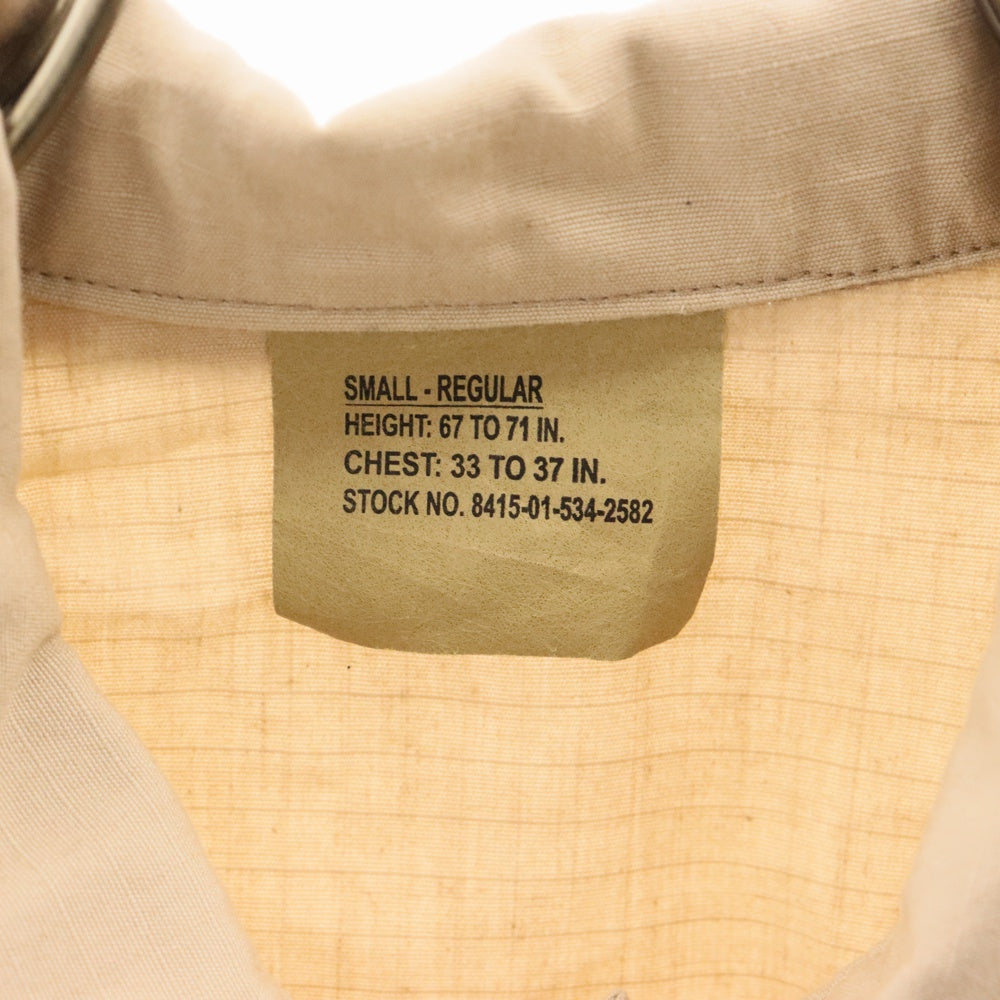 SMALL - REGULAR
HEIGHT: 67 TO 71 IN.
CHEST: 33 TO 37 IN.
STOCK NO. 8415-01-534-2582